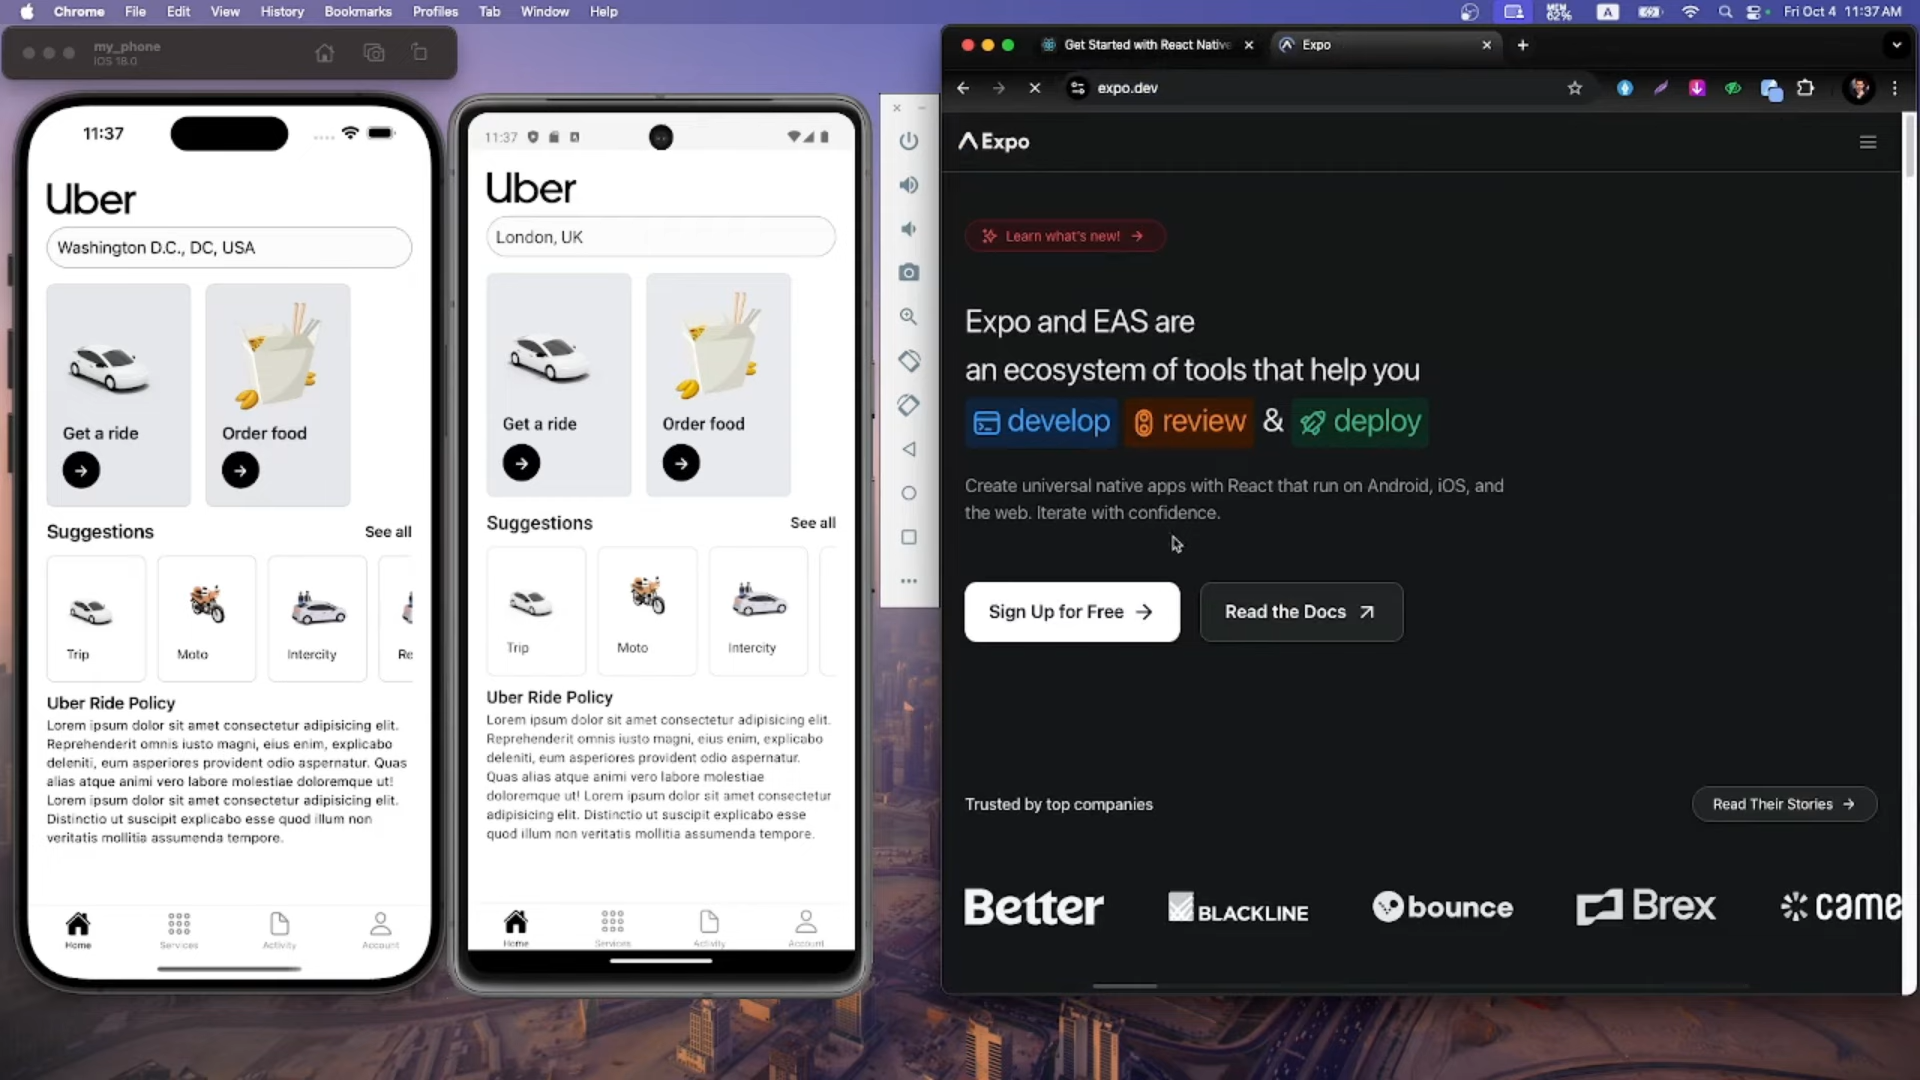 Chrome File Edit View History Bookmarks Profiles Tab Window Help
MEM 62% A Fri Oct 4 11:37 AM
my_phone
iOS 18.0
11:37
Uber
Washington D.C., DC, USA
Get a ride
Order food
Suggestions See all
Trip Moto Intercity Re
Uber Ride Policy
Lorem ipsum dolor sit amet consectetur adipisicing elit.
Reprehenderit omnis iusto magni, eius enim, explicabo
deleniti, eum asperiores provident odio aspernatur. Quas
alias atque animi vero labore molestiae doloremque ut!
Lorem ipsum dolor sit amet consectetur adipisicing elit.
Distinctio ut suscipit explicabo esse quod illum non
veritatis mollitia assumenda tempore.
Home Services Activity Account
11:37
Uber
London, UK
Get a ride
Order food
Suggestions See all
Trip Moto Intercity
Uber Ride Policy
Lorem ipsum dolor sit amet consectetur adipisicing elit.
Reprehenderit omnis iusto magni, eius enim, explicabo
deleniti, eum asperiores provident odio aspernatur.
Quas alias atque animi vero labore molestiae
doloremque ut! Lorem ipsum dolor sit amet consectetur
adipisicing elit. Distinctio ut suscipit explicabo esse
quod illum non veritatis mollitia assumenda tempore.
Home Services Activity Account
Get Started with React Native
Expo
expo.dev
Expo
Learn what's new!
Expo and EAS are
an ecosystem of tools that help you
develop review & deploy
Create universal native apps with React that run on Android, iOS, and
the web. Iterate with confidence.
Sign Up for Free
Read the Docs
Trusted by top companies
Read Their Stories
Better BLACKLINE bounce Brex came